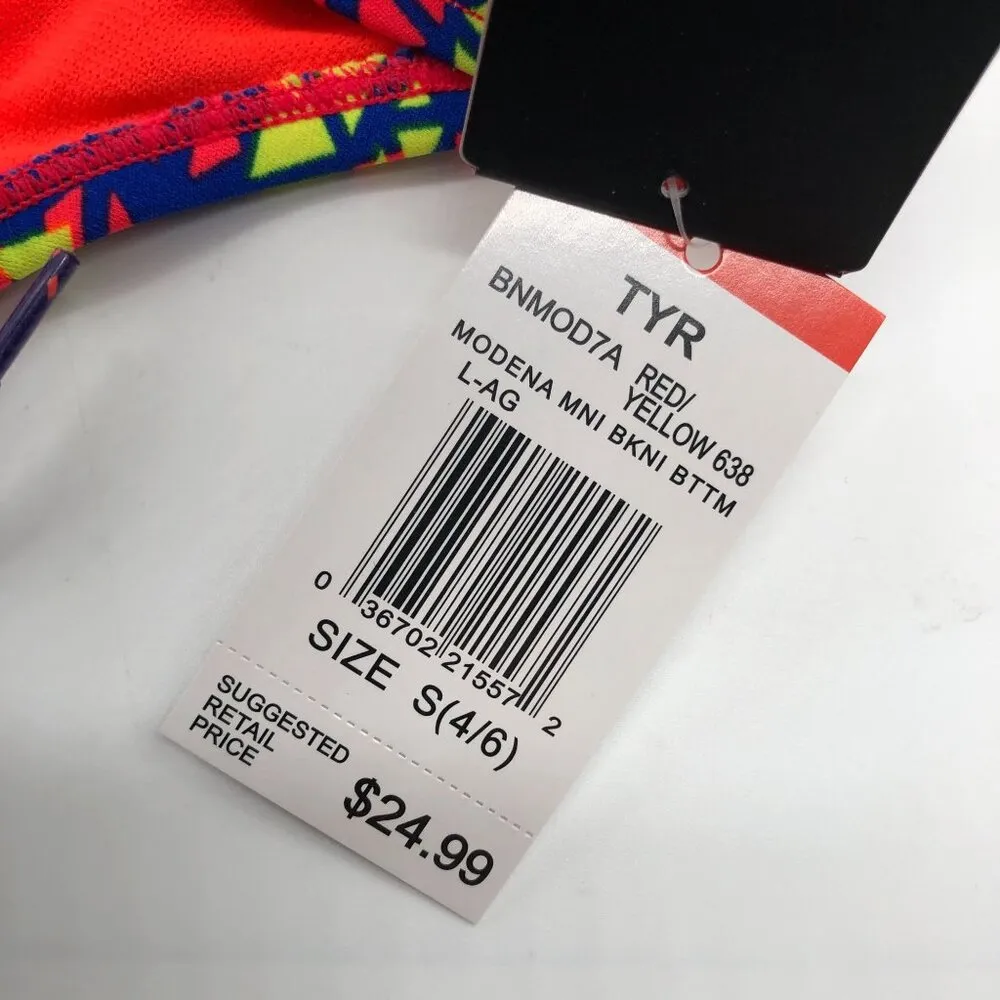 TYR
BNMOD7A RED/
YELLOW 638
MODENA MNI BKNI BTTM
L-AG
0 36702 21557 2
SIZE S(4/6)
SUGGESTED
RETAIL
PRICE
$24.99